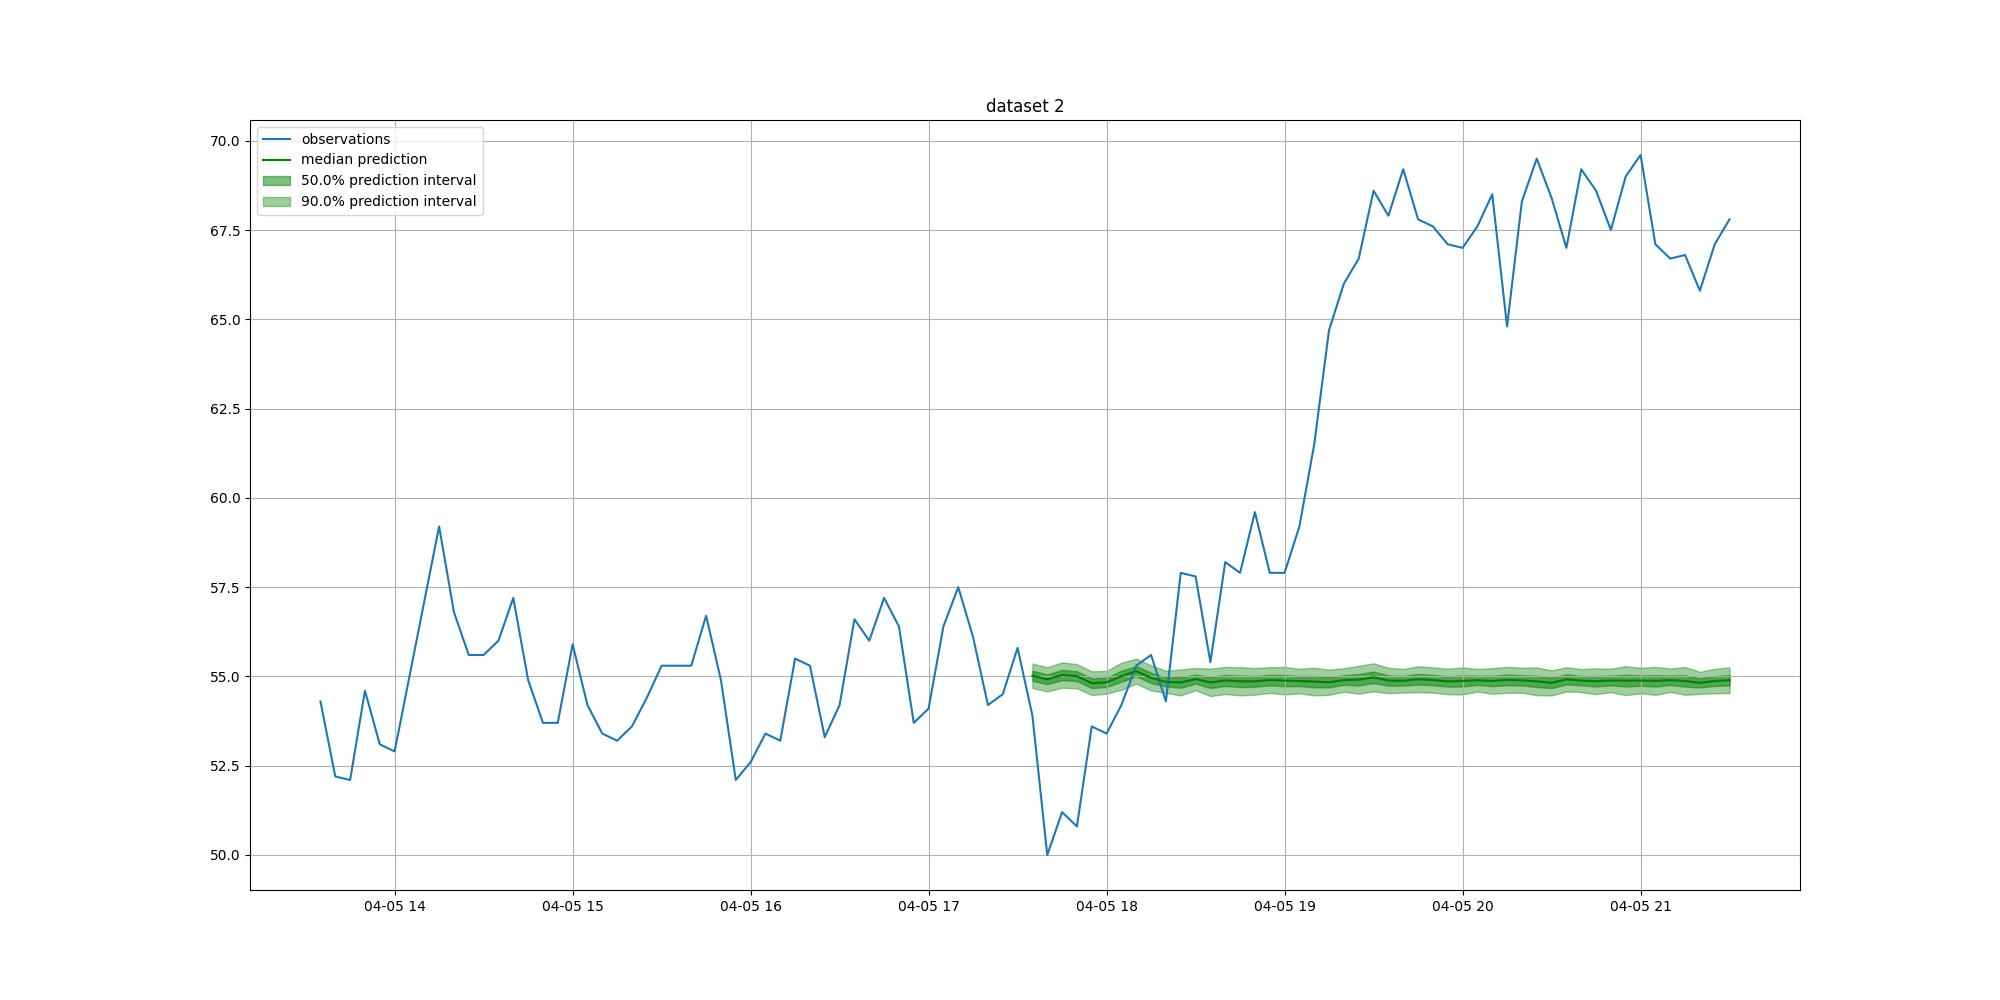 dataset 2
observations
median prediction
50.0% prediction interval
90.0% prediction interval
70.0
67.5
65.0
62.5
60.0
57.5
55.0
52.5
50.0
04-05 14 04-05 15 04-05 16 04-05 17 04-05 18 04-05 19 04-05 20 04-05 21